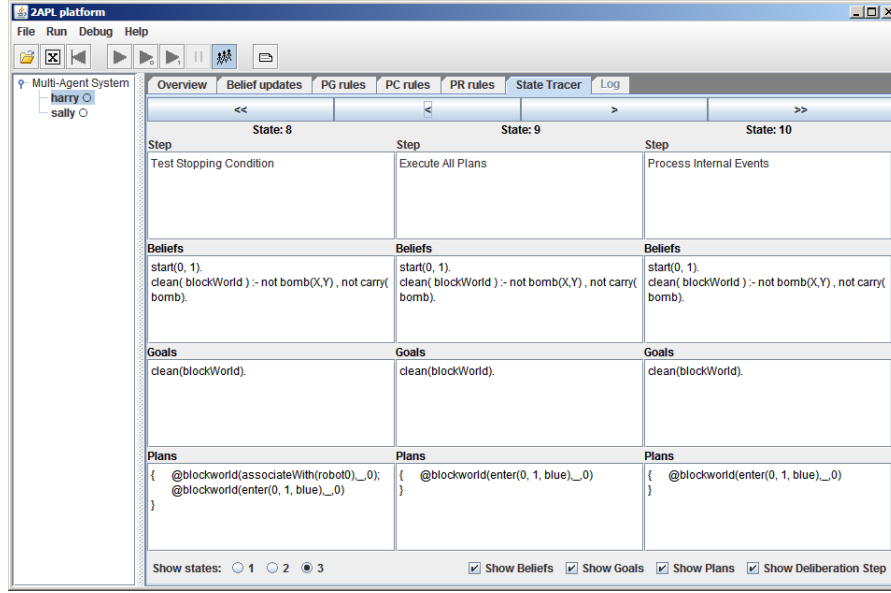 2APL platform
File Run Debug Help
Multi-Agent System
harry
sally
Overview Belief updates PG rules PC rules PR rules State Tracer Log
<< < > >>
State: 8 State: 9 State: 10
Step Step Step
Test Stopping Condition Execute All Plans Process Internal Events
Beliefs Beliefs Beliefs
start(0, 1). start(0, 1). start(0, 1).
clean( blockWorld ) :- not bomb(X,Y) , not carry( clean( blockWorld ) :- not bomb(X,Y) , not carry( clean( blockWorld ) :- not bomb(X,Y) , not carry(
bomb). bomb). bomb).
Goals Goals Goals
clean(blockWorld). clean(blockWorld). clean(blockWorld).
Plans Plans Plans
{ @blockworld(associateWith(robot0),_,0); { @blockworld(enter(0, 1, blue),_,0) { @blockworld(enter(0, 1, blue),_,0)
@blockworld(enter(0, 1, blue),_,0) } }
}
Show states: 1 2 3 Show Beliefs Show Goals Show Plans Show Deliberation Step